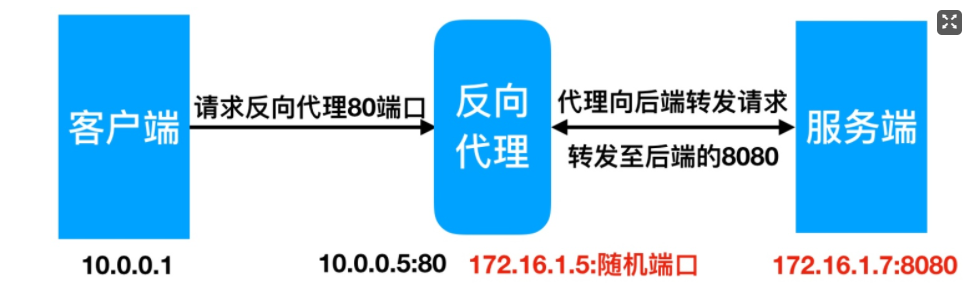 客户端
请求反向代理80端口
反向
代理
代理向后端转发请求
转发至后端的8080
服务端
10.0.0.1
10.0.0.5:80
172.16.1.5:随机端口
172.16.1.7:8080